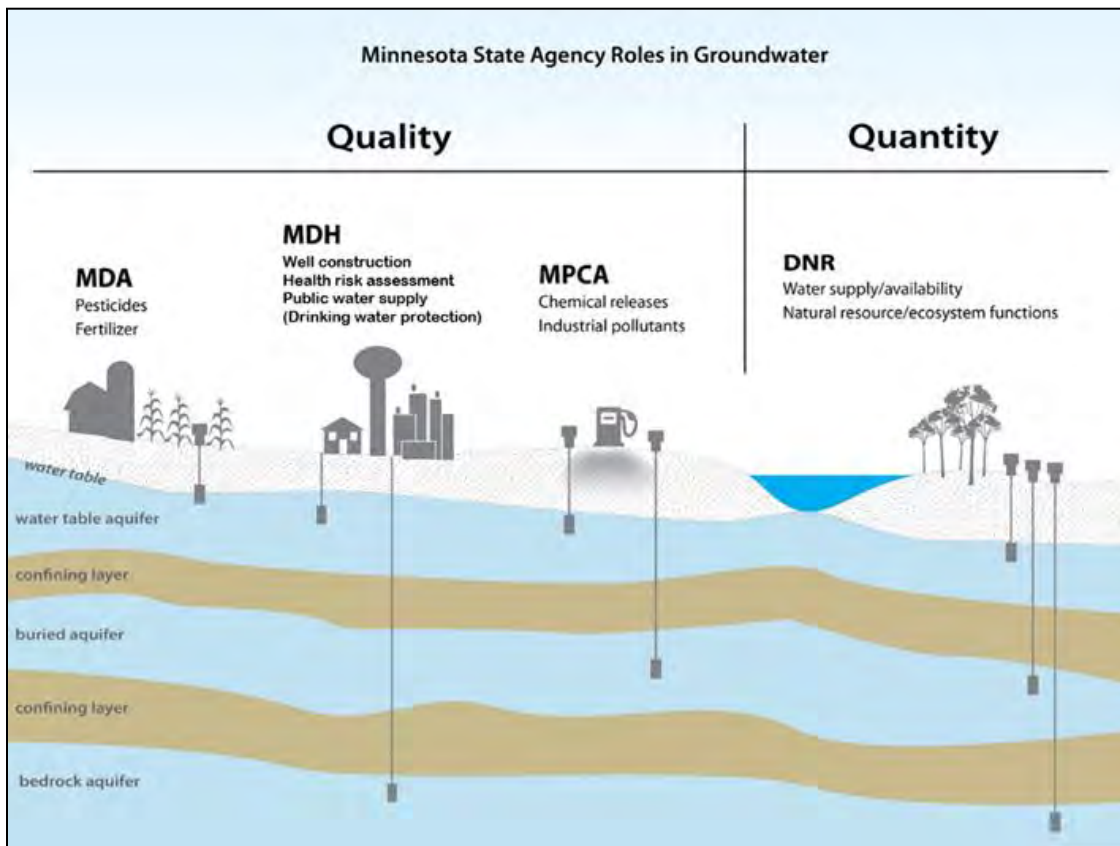 Minnesota State Agency Roles in Groundwater
Quality
Quantity
MDA
Pesticides
Fertilizer
MDH
Well construction
Health risk assessment
Public water supply
(Drinking water protection)
MPCA
Chemical releases
Industrial pollutants
DNR
Water supply/availability
Natural resource/ecosystem functions
water table
water table aquifer
confining layer
buried aquifer
confining layer
bedrock aquifer